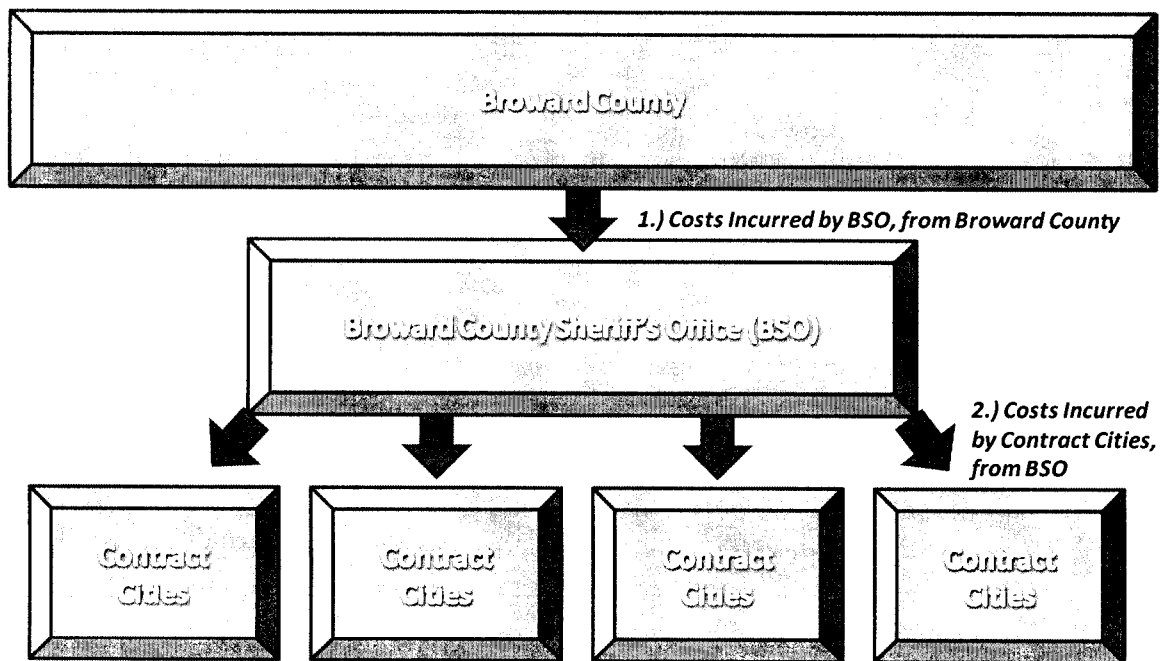 Broward County
1.) Costs Incurred by BSO, from Broward County
Broward County Sheriff's Office (BSO)
2.) Costs Incurred
by Contract Cities,
from BSO
Contract
Cities
Contract
Cities
Contract
Cities
Contract
Cities